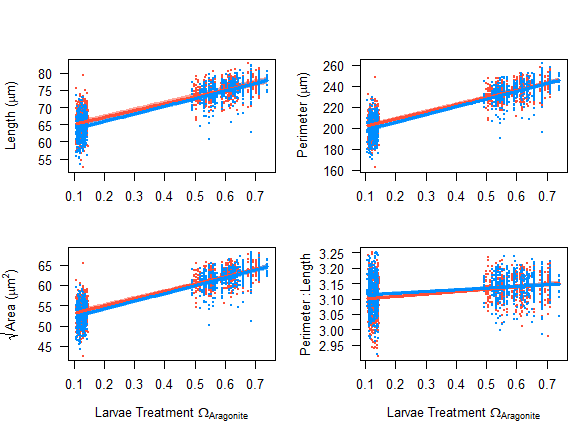 Length (μm)
80
75
70
65
60
55
0.1 0.2 0.3 0.4 0.5 0.6 0.7
Perimeter (μm)
260
240
220
200
180
160
0.1 0.2 0.3 0.4 0.5 0.6 0.7
√Area (μm²)
65
60
55
50
45
0.1 0.2 0.3 0.4 0.5 0.6 0.7
Larvae Treatment ΩAragonite
Perimeter: Length
3.25
3.20
3.15
3.10
3.05
3.00
2.95
0.1 0.2 0.3 0.4 0.5 0.6 0.7
Larvae Treatment ΩAragonite